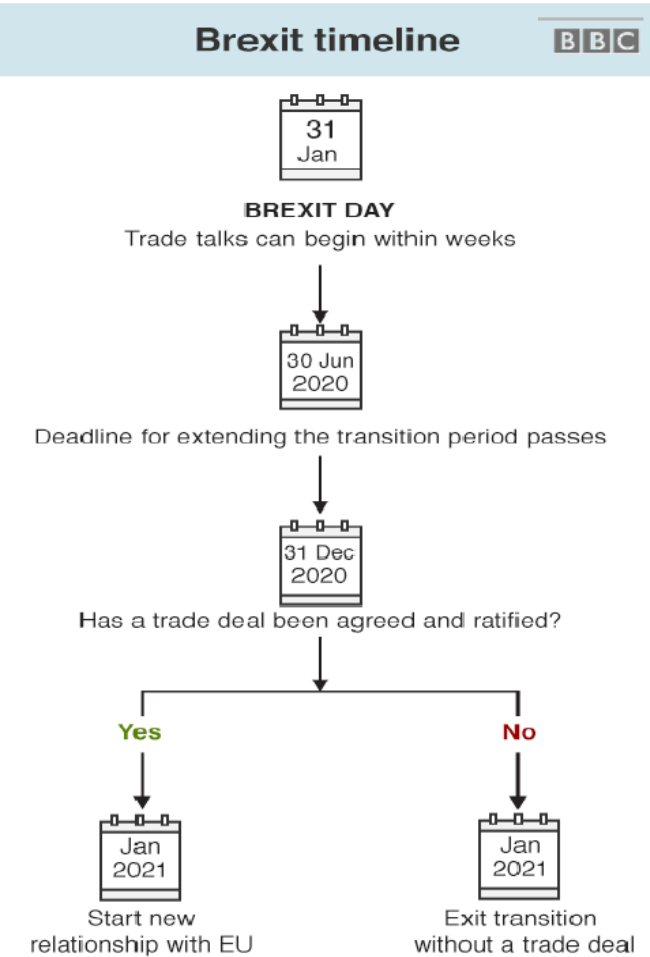 Brexit timeline
BBC
31
Jan
BREXIT DAY
Trade talks can begin within weeks
30 Jun
2020
Deadline for extending the transition period passes
31 Dec
2020
Has a trade deal been agreed and ratified?
Yes
No
Jan
2021
Jan
2021
Start new
relationship with EU
Exit transition
without a trade deal